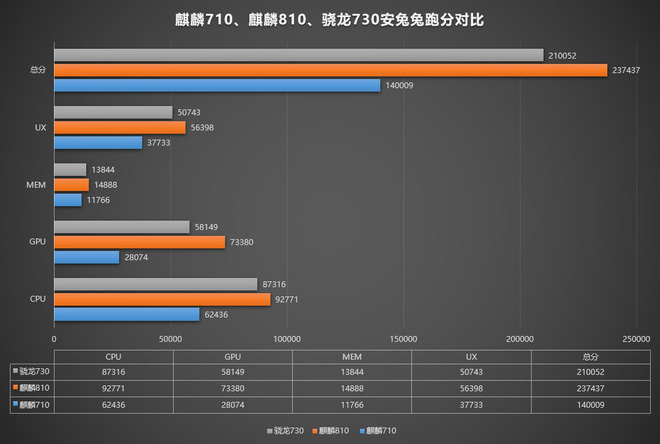 麒麟710、麒麟810、骁龙730安兔兔跑分对比
总分
210052
237437
140009
UX
50743
56398
37733
MEM
13844
14888
11766
GPU
58149
73380
28074
CPU
87316
92771
62436
0 50000 100000 150000 200000 250000
CPU GPU MEM UX 总分
骁龙730 87316 58149 13844 50743 210052
麒麟810 92771 73380 14888 56398 237437
麒麟710 62436 28074 11766 37733 140009
骁龙730 麒麟810 麒麟710